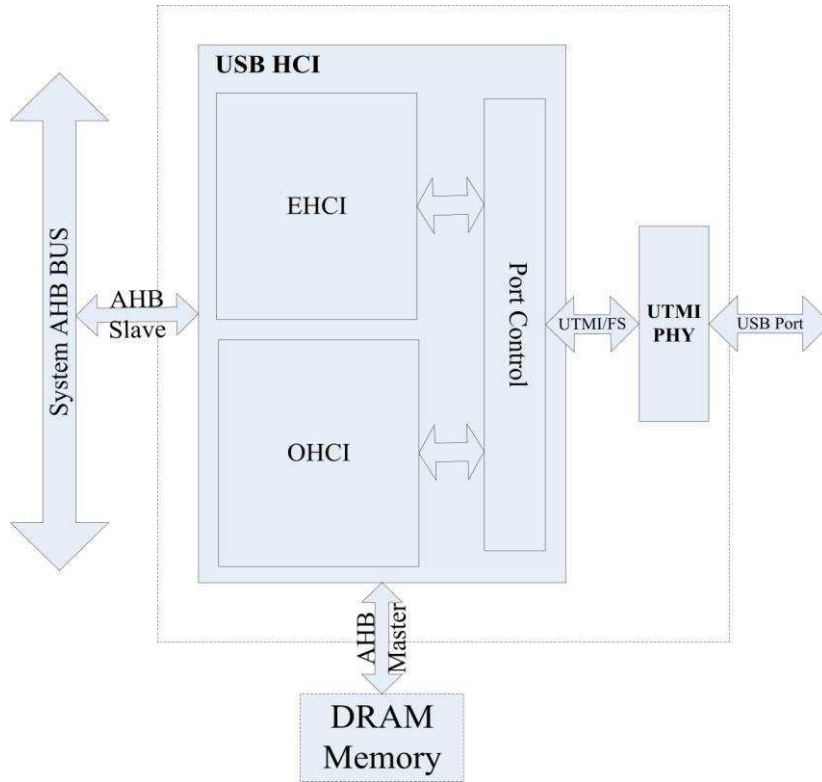 USB HCI
EHCI
System AHB BUS
AHB
Slave
Port Control
UTMI/FS
UTMI
PHY
USB Port
OHCI
AHB
Master
DRAM
Memory